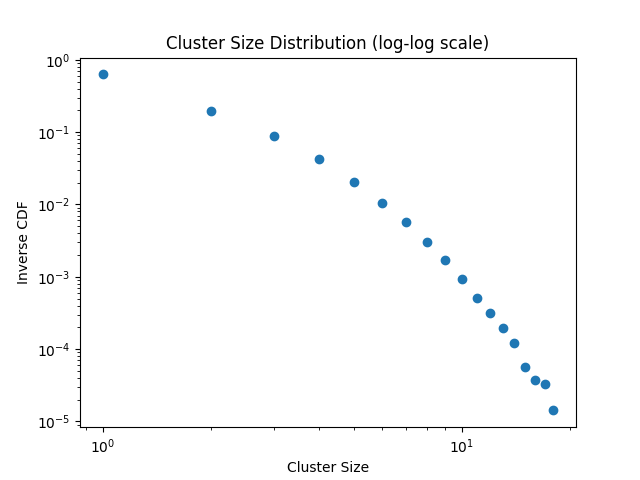 Cluster Size Distribution (log-log scale)
Inverse CDF
10⁰
10⁻¹
10⁻²
10⁻³
10⁻⁴
10⁻⁵
10⁰ 10¹
Cluster Size